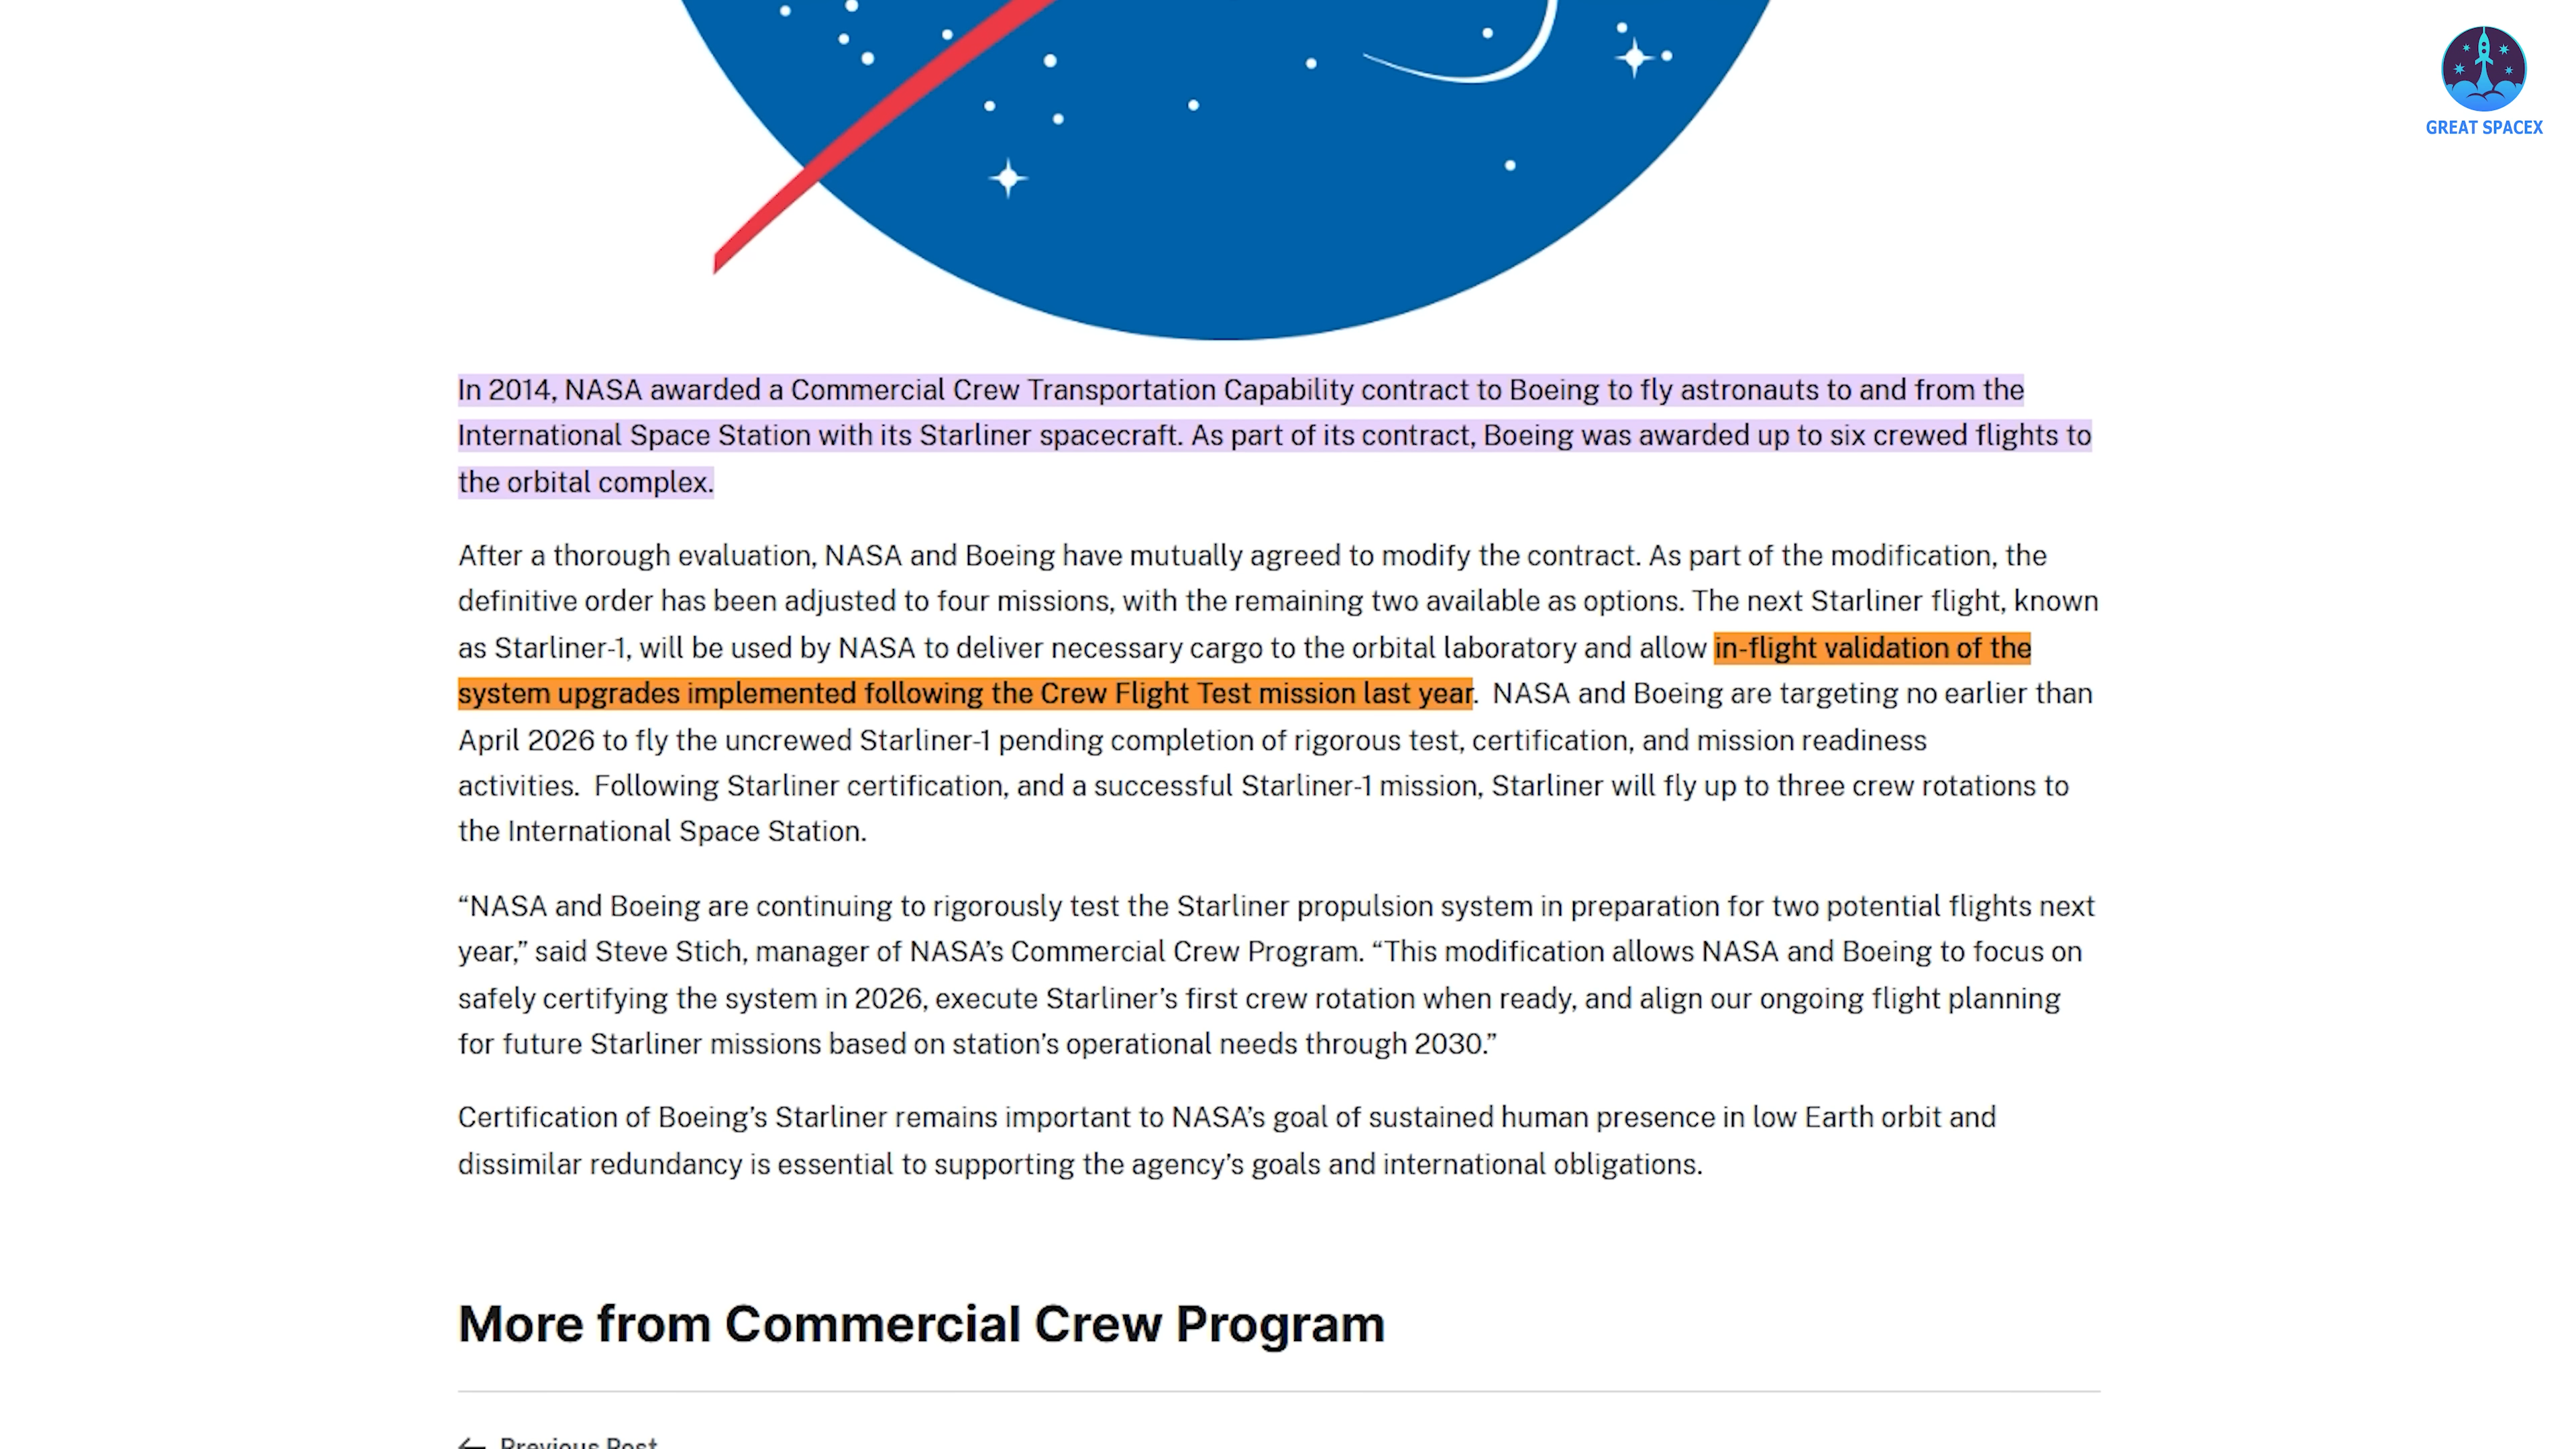 GREAT SPACEX
In 2014, NASA awarded a Commercial Crew Transportation Capability contract to Boeing to fly astronauts to and from the
International Space Station with its Starliner spacecraft. As part of its contract, Boeing was awarded up to six crewed flights to
the orbital complex.
After a thorough evaluation, NASA and Boeing have mutually agreed to modify the contract. As part of the modification, the
definitive order has been adjusted to four missions, with the remaining two available as options. The next Starliner flight, known
as Starliner-1, will be used by NASA to deliver necessary cargo to the orbital laboratory and allow in-flight validation of the
system upgrades implemented following the Crew Flight Test mission last year.  NASA and Boeing are targeting no earlier than
April 2026 to fly the uncrewed Starliner-1 pending completion of rigorous test, certification, and mission readiness
activities.  Following Starliner certification, and a successful Starliner-1 mission, Starliner will fly up to three crew rotations to
the International Space Station.
“NASA and Boeing are continuing to rigorously test the Starliner propulsion system in preparation for two potential flights next
year,” said Steve Stich, manager of NASA’s Commercial Crew Program. “This modification allows NASA and Boeing to focus on
safely certifying the system in 2026, execute Starliner’s first crew rotation when ready, and align our ongoing flight planning
for future Starliner missions based on station’s operational needs through 2030.”
Certification of Boeing’s Starliner remains important to NASA’s goal of sustained human presence in low Earth orbit and
dissimilar redundancy is essential to supporting the agency’s goals and international obligations.
More from Commercial Crew Program
← Previous Post